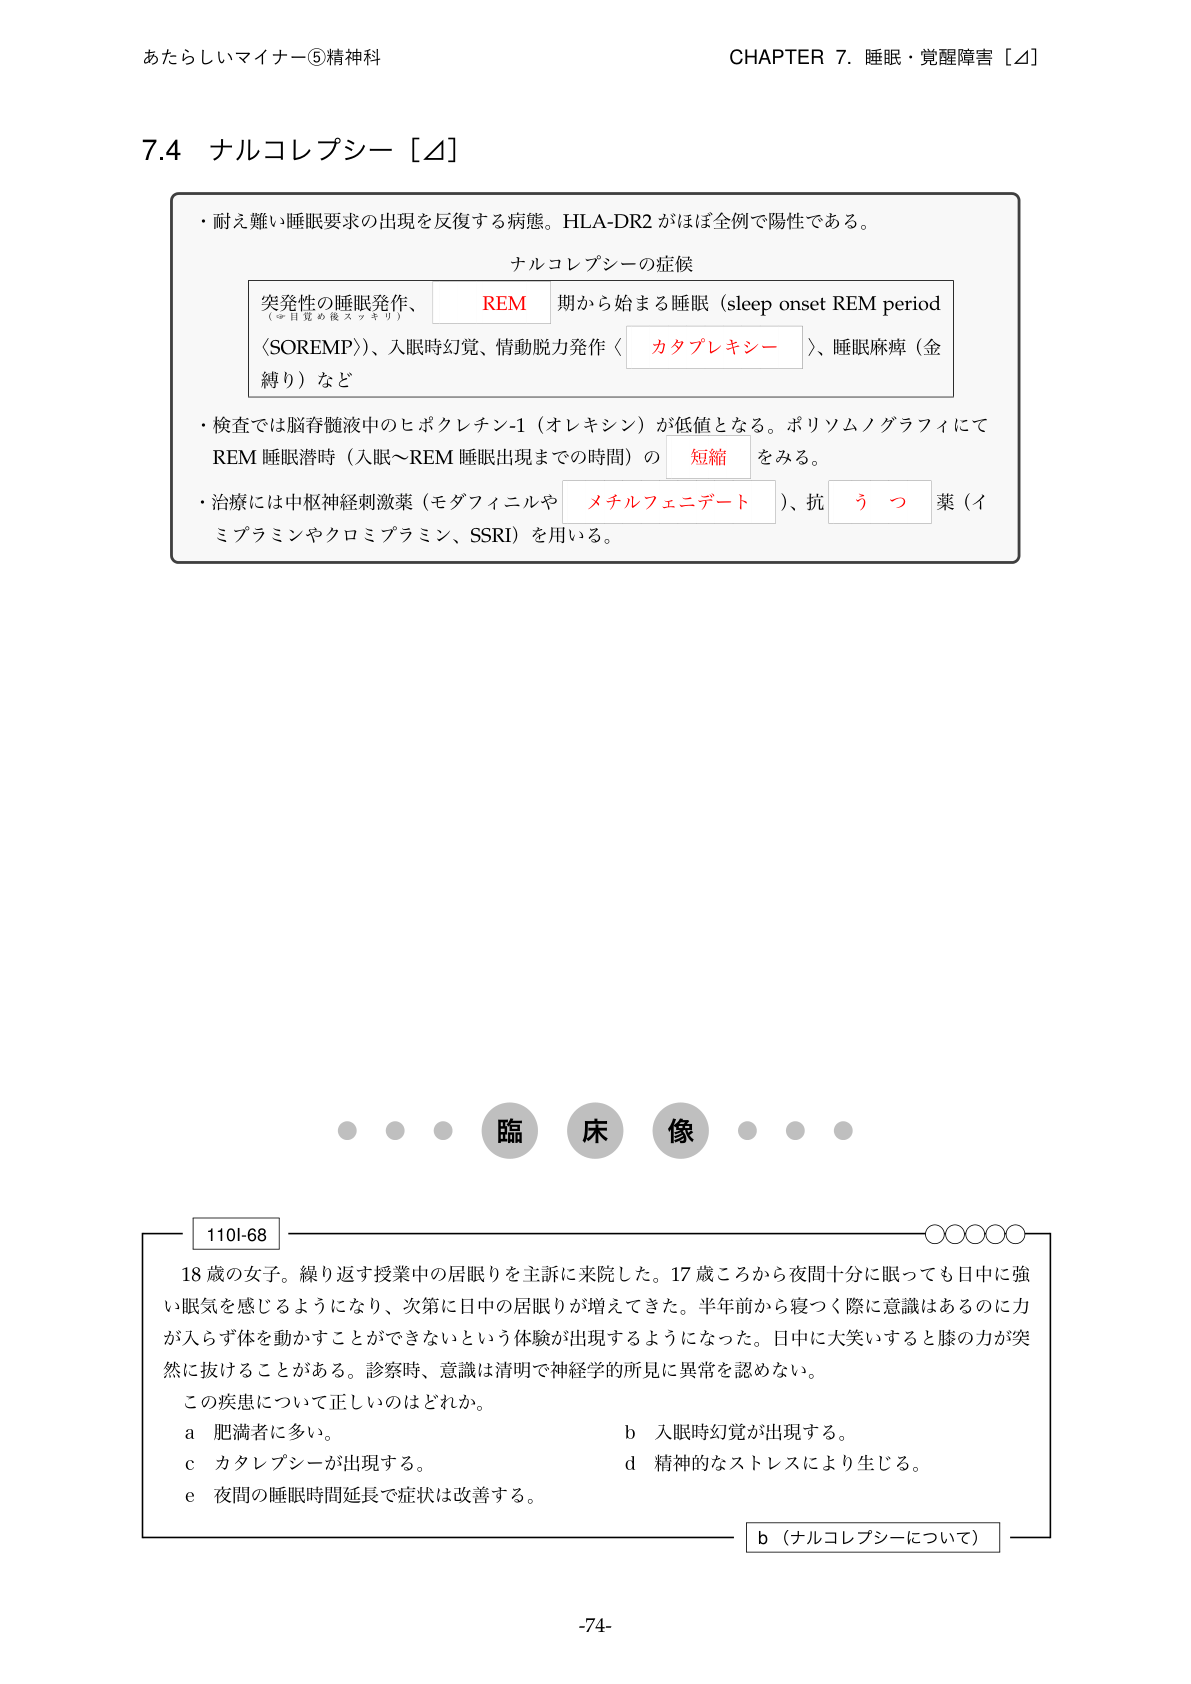 あたらしいマイナー⑤精神科
CHAPTER 7. 睡眠・覚醒障害［⊿］
7.4 ナルコレプシー［⊿］
・耐え難い睡眠要求の出現を反復する病態。HLA-DR2 がほぼ全例で陽性である。
ナルコレプシーの症候
突発性の睡眠発作、 REM 期から始まる睡眠（sleep onset REM period
（☞目覚め後スッキリ）
〈SOREMP〉）、入眠時幻覚、情動脱力発作〈 カタプレキシー 〉、睡眠麻痺（金
縛り）など
・検査では脳脊髄液中のヒポクレチン-1（オレキシン）が低値となる。ポリソムノグラフィにて
REM 睡眠潜時（入眠〜REM 睡眠出現までの時間）の 短縮 をみる。
・治療には中枢神経刺激薬（モダフィニルや メチルフェニデート ）、抗 うつ 薬（イ
ミプラミンやクロミプラミン、SSRI）を用いる。
臨床像
110I-68
18 歳の女子。繰り返す授業中の居眠りを主訴に来院した。17 歳ころから夜間十分に眠っても日中に強
い眠気を感じるようになり、次第に日中の居眠りが増えてきた。半年前から寝つく際に意識はあるのに力
が入らず体を動かすことができないという体験が出現するようになった。日中に大笑いすると膝の力が突
然に抜けることがある。診察時、意識は清明で神経学的所見に異常を認めない。
この疾患について正しいのはどれか。
a 肥満者に多い。 b 入眠時幻覚が出現する。
c カタレプシーが出現する。 d 精神的なストレスにより生じる。
e 夜間の睡眠時間延長で症状は改善する。
b （ナルコレプシーについて）
-74-